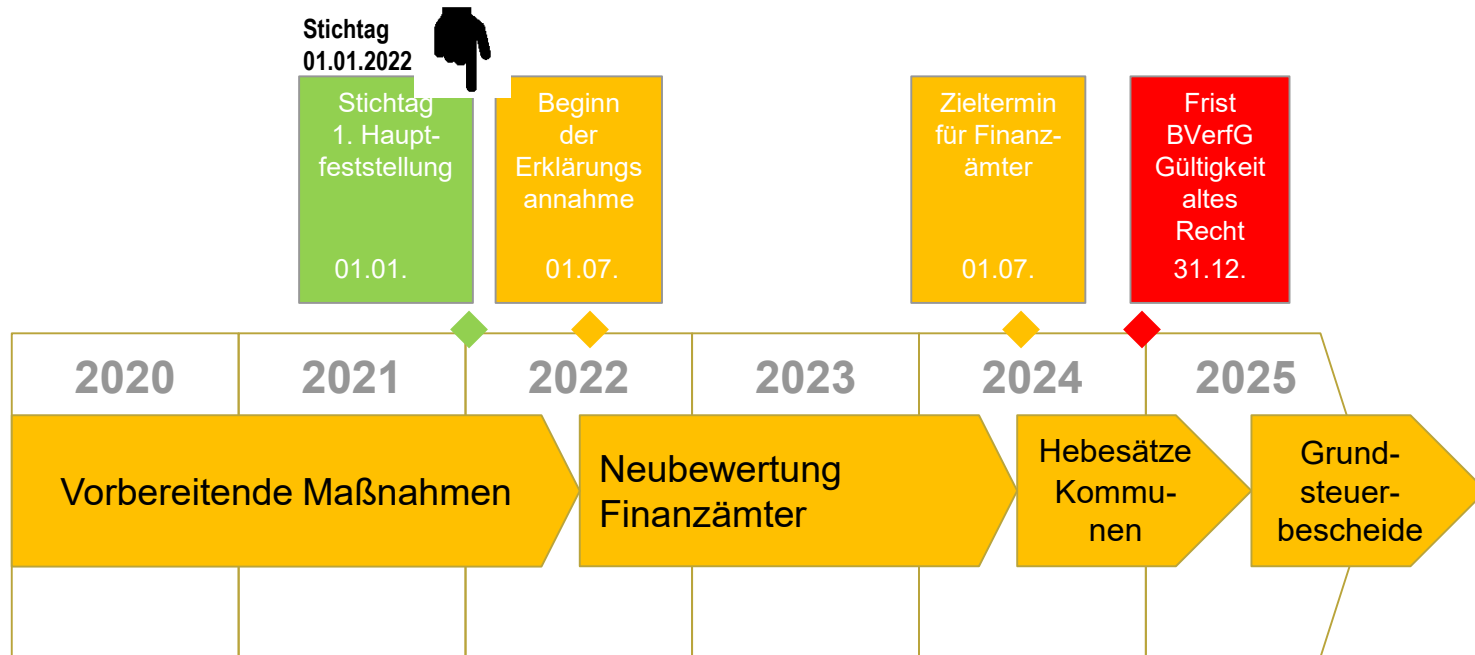 Stichtag
01.01.2022
Stichtag
1. Haupt-
feststellung
01.01.
Beginn
der
Erklärungs
annahme
01.07.
Zieltermin
für Finanz-
ämter
01.07.
Frist
BVerfG
Gültigkeit
altes
Recht
31.12.
2020
2021
2022
2023
2024
2025
Vorbereitende Maßnahmen
Neubewertung
Finanzämter
Hebesätze
Kommu-
nen
Grund-
steuer-
bescheide